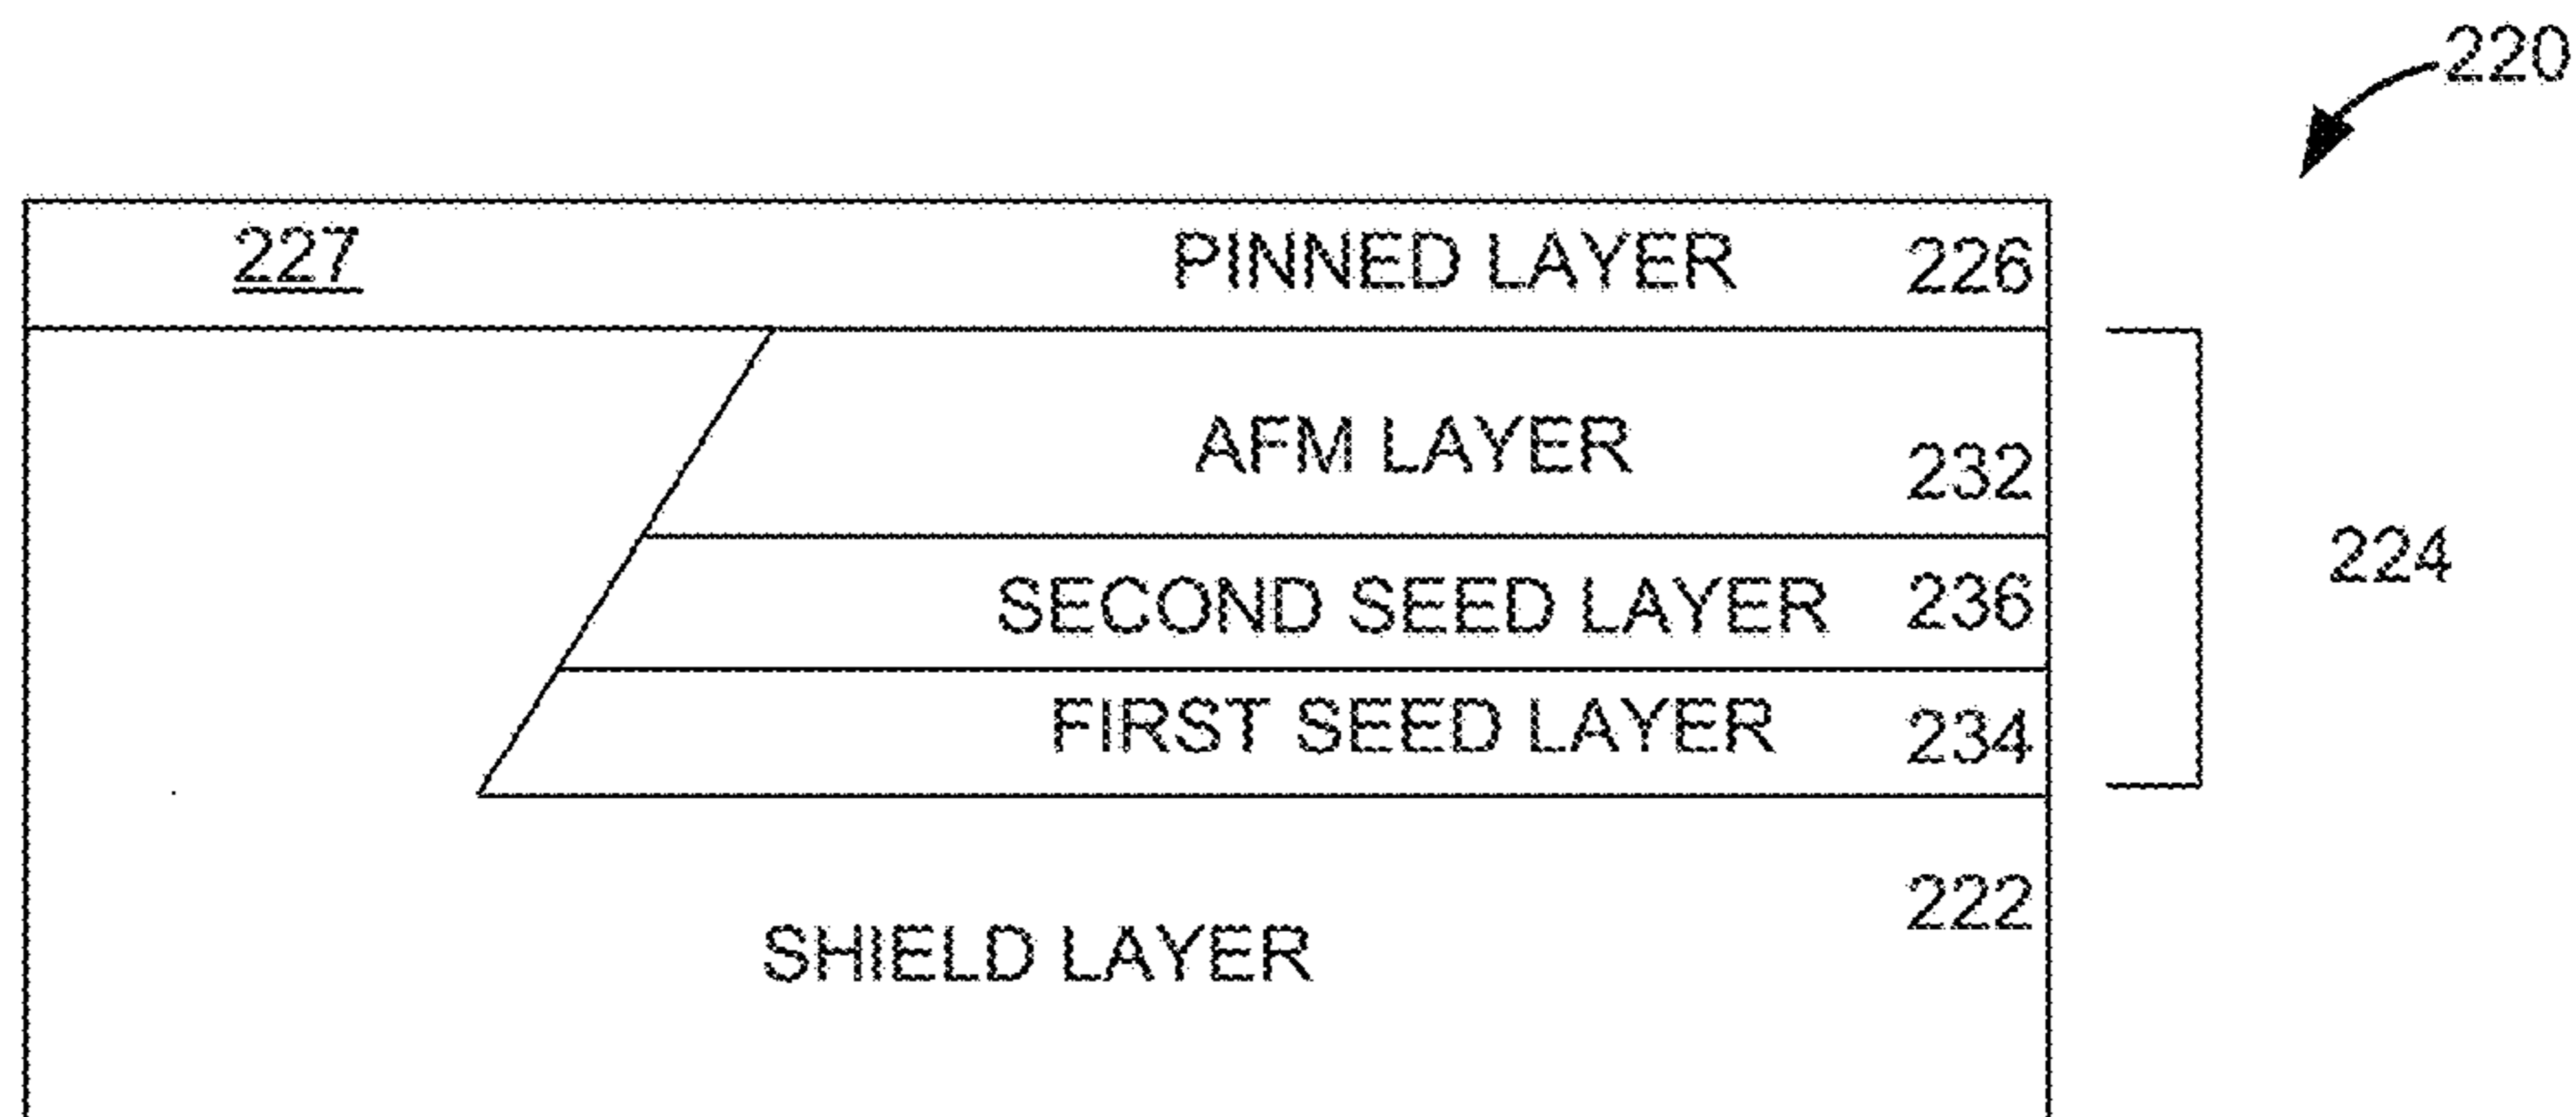 220
227 PINNED LAYER 226
AFM LAYER 232
224
SECOND SEED LAYER 236
FIRST SEED LAYER 234
222
SHIELD LAYER